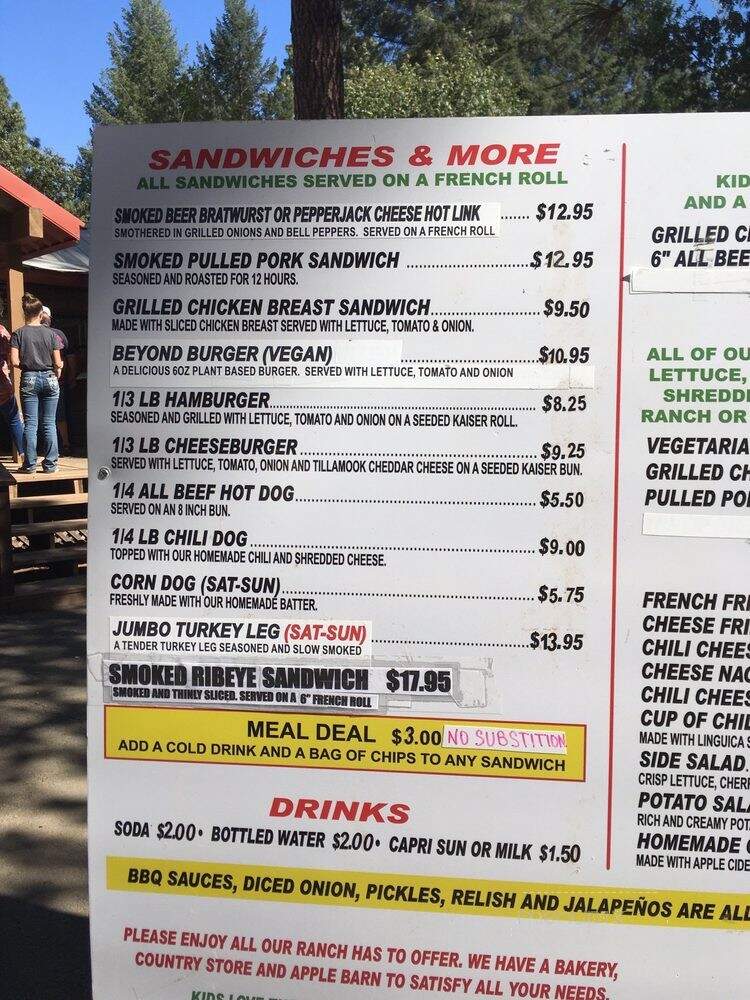 SANDWICHES & MORE
ALL SANDWICHES SERVED ON A FRENCH ROLL
SMOKED BEER BRATWURST OR PEPPERJACK CHEESE HOT LINK ....... $12.95
SMOTHERED IN GRILLED ONIONS AND BELL PEPPERS. SERVED ON A FRENCH ROLL
SMOKED PULLED PORK SANDWICH ........ $12.95
SEASONED AND ROASTED FOR 12 HOURS.
GRILLED CHICKEN BREAST SANDWICH........ $9.50
MADE WITH SLICED CHICKEN BREAST SERVED WITH LETTUCE, TOMATO & ONION.
BEYOND BURGER (VEGAN) ........ $10.95
A DELICIOUS 6OZ PLANT BASED BURGER. SERVED WITH LETTUCE, TOMATO AND ONION
1/3 LB HAMBURGER........ $8.25
SEASONED AND GRILLED WITH LETTUCE, TOMATO AND ONION ON A SEEDED KAISER ROLL.
1/3 LB CHEESEBURGER........ $9.25
SERVED WITH LETTUCE, TOMATO, ONION AND TILLAMOOK CHEDDAR CHEESE ON A SEEDED KAISER BUN.
1/4 ALL BEEF HOT DOG........ $5.50
SERVED ON AN 8 INCH BUN.
1/4 LB CHILI DOG........ $9.00
TOPPED WITH OUR HOMEMADE CHILI AND SHREDDED CHEESE.
CORN DOG (SAT-SUN)........ $5.75
FRESHLY MADE WITH OUR HOMEMADE BATTER.
JUMBO TURKEY LEG (SAT-SUN) ........ $13.95
A TENDER TURKEY LEG SEASONED AND SLOW SMOKED
SMOKED RIBEYE SANDWICH $17.95
SMOKED AND THINLY SLICED. SERVED ON A 6" FRENCH ROLL
MEAL DEAL $3.00 NO SUBSTITION
ADD A COLD DRINK AND A BAG OF CHIPS TO ANY SANDWICH
DRINKS
SODA $2.00• BOTTLED WATER $2.00• CAPRI SUN OR MILK $1.50
BBQ SAUCES, DICED ONION, PICKLES, RELISH AND JALAPEÑOS ARE ALL
PLEASE ENJOY ALL OUR RANCH HAS TO OFFER. WE HAVE A BAKERY,
COUNTRY STORE AND APPLE BARN TO SATISFY ALL YOUR NEEDS.
KIDS
KID
AND A
GRILLED
6" ALL BEE
ALL OF OU
LETTUCE,
SHREDD
RANCH OR
VEGETARIA
GRILLED CH
PULLED PO
FRENCH FRI
CHEESE FRI
CHILI CHEES
CHEESE NAC
CHILI CHEES
CUP OF CHI
MADE WITH LINGUICA
SIDE SALAD.
CRISP LETTUCE, CHER
POTATO SAL
RICH AND CREAMY POT
HOMEMADE
MADE WITH APPLE CIDE